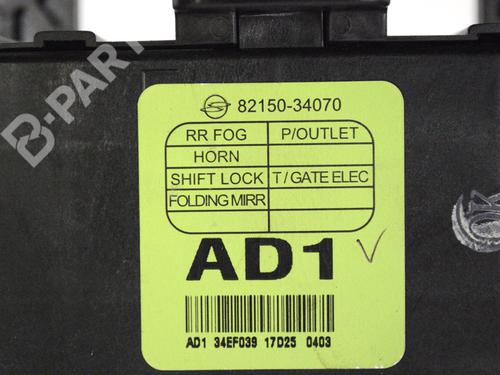 B-PARTS
82150-34070
RR FOG P/OUTLET
HORN
SHIFT LOCK T/GATE ELEC
FOLDING MIRR
AD1 V
AD1 34EF039 17D25 0403